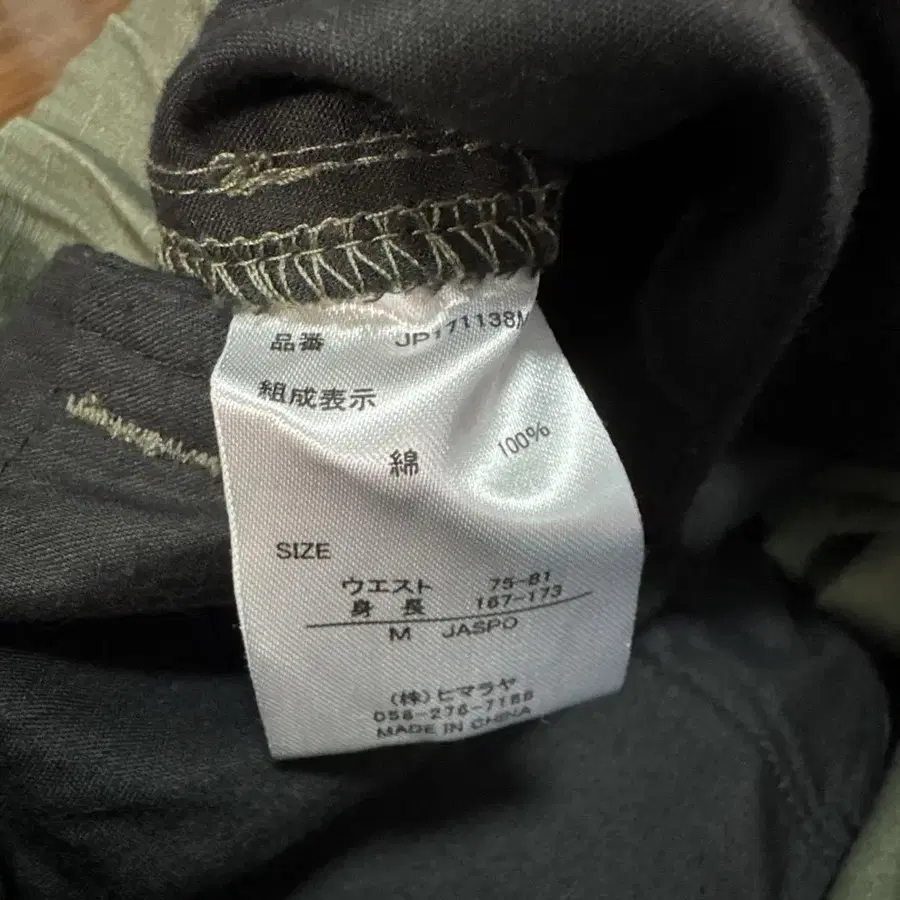 品番 JP171138M
組成表示
綿 100%
SIZE
ウエスト 75-81
身長 167-173
M JASPO
(株)ヒマラヤ
058-276-7188
MADE IN CHINA